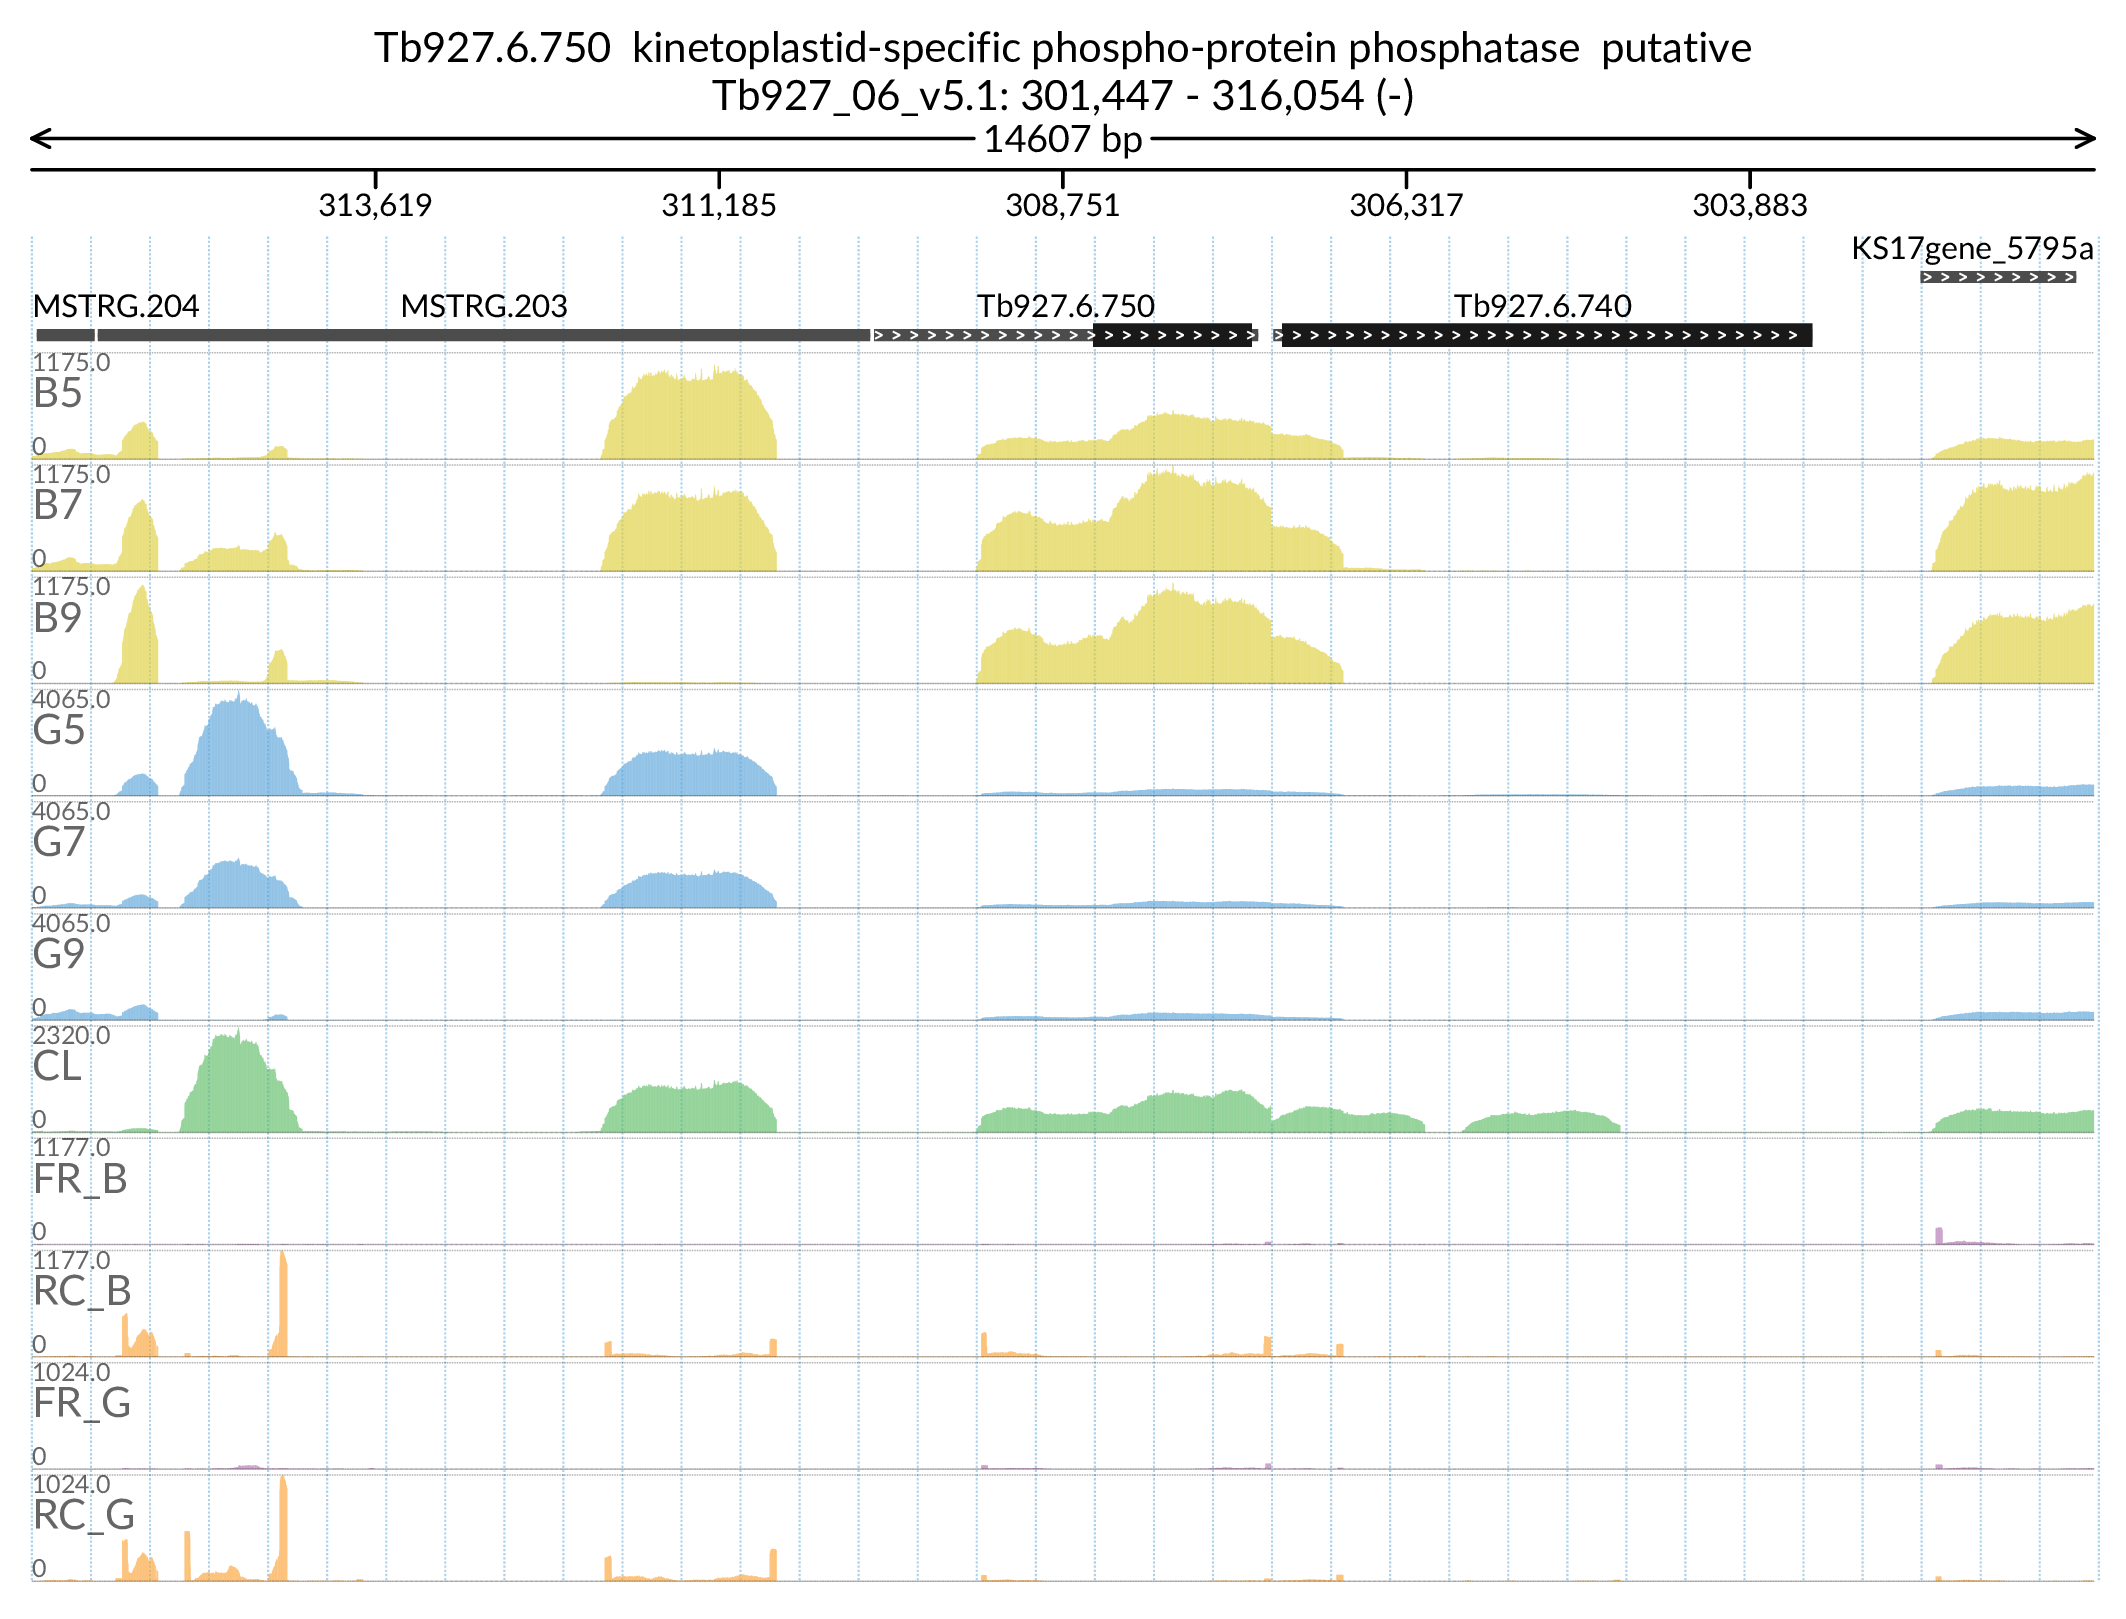 Tb927.6.750  kinetoplastid-specific phospho-protein phosphatase  putative
Tb927_06_v5.1: 301,447 - 316,054 (-)
14607 bp
313,619 311,185 308,751 306,317 303,883
KS17gene_5795a
MSTRG.204 MSTRG.203 Tb927.6.750 Tb927.6.740
1175.0
B5
0
1175.0
B7
0
1175.0
B9
0
4065.0
G5
0
4065.0
G7
0
4065.0
G9
0
2320.0
CL
0
1177.0
FR_B
0
1177.0
RC_B
0
1024.0
FR_G
0
1024.0
RC_G
0